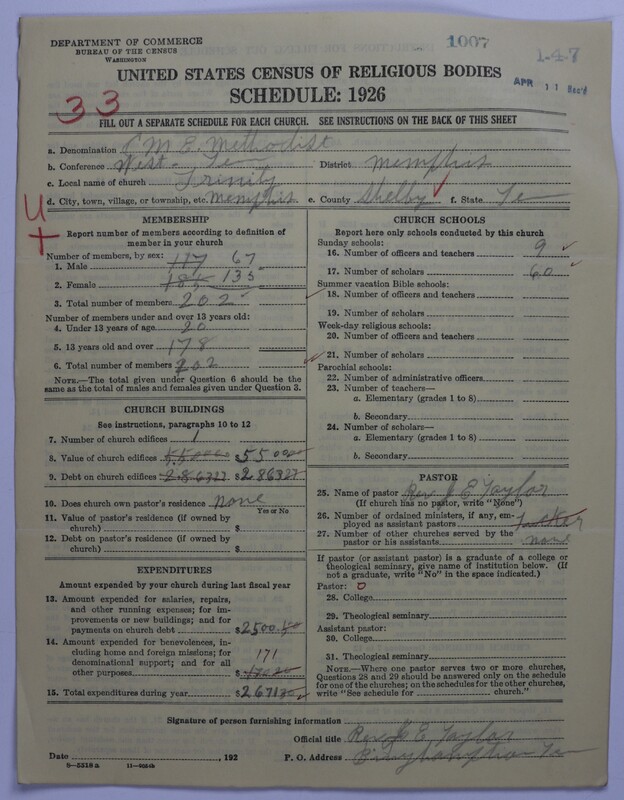 DEPARTMENT OF COMMERCE
BUREAU OF THE CENSUS
WASHINGTON
1007
1-4-7
APR 11 Rec'd
UNITED STATES CENSUS OF RELIGIOUS BODIES
SCHEDULE: 1926
33
FILL OUT A SEPARATE SCHEDULE FOR EACH CHURCH. SEE INSTRUCTIONS ON THE BACK OF THIS SHEET
a. Denomination C M E Methodist
b. Conference West - Te District Memphis
c. Local name of church Trinity
d. City, town, village, or township, etc. Memphis e. County Shelby f. State Te
MEMBERSHIP
Report number of members according to definition of
member in your church
Number of members, by sex:
1. Male 117 67
2. Female 185 135
3. Total number of members 202
Number of members under and over 13 years old:
4. Under 13 years of age 20
5. 13 years old and over 178
6. Total number of members 202
NOTE.—The total given under Question 6 should be the
same as the total of males and females given under Question 3.
CHURCH BUILDINGS
See instructions, paragraphs 10 to 12
7. Number of church edifices 1
8. Value of church edifices $ 55000
9. Debt on church edifices 286327 $ 286327
10. Does church own pastor's residence none
Yes or No
11. Value of pastor's residence (if owned by
church) $
12. Debt on pastor's residence (if owned by
church) $
EXPENDITURES
Amount expended by your church during last fiscal year
13. Amount expended for salaries, repairs,
and other running expenses; for im-
provements or new buildings; and for
payments on church debt $ 2500.50
14. Amount expended for benevolences, in-
cluding home and foreign missions; for
denominational support; and for all
other purposes $ 171
15. Total expenditures during year $ 2671
CHURCH SCHOOLS
Report here only schools conducted by this church
Sunday schools:
16. Number of officers and teachers 9
17. Number of scholars 60
Summer vacation Bible schools:
18. Number of officers and teachers
19. Number of scholars
Week-day religious schools:
20. Number of officers and teachers
21. Number of scholars
Parochial schools:
22. Number of administrative officers
23. Number of teachers—
a. Elementary (grades 1 to 8)
b. Secondary
24. Number of scholars—
a. Elementary (grades 1 to 8)
b. Secondary
PASTOR
25. Name of pastor Rev. J E Taylor
(If church has no pastor, write "None")
26. Number of ordained ministers, if any, em-
ployed as assistant pastors
27. Number of other churches served by the
pastor or his assistants none
If pastor (or assistant pastor) is a graduate of a college or
theological seminary, give name of institution below. (If
not a graduate, write "No" in the space indicated.)
Pastor: 0
28. College
29. Theological seminary
Assistant pastor:
30. College
31. Theological seminary
NOTE.—Where one pastor serves two or more churches,
Questions 28 and 29 should be answered only on the schedule
for one of the churches; on the schedules for the other churches,
write "See schedule for church."
Signature of person furnishing information
Official title Rev J E Taylor
Date , 192 P. O. Address Binghampton Te
8—5318a 11—9051b